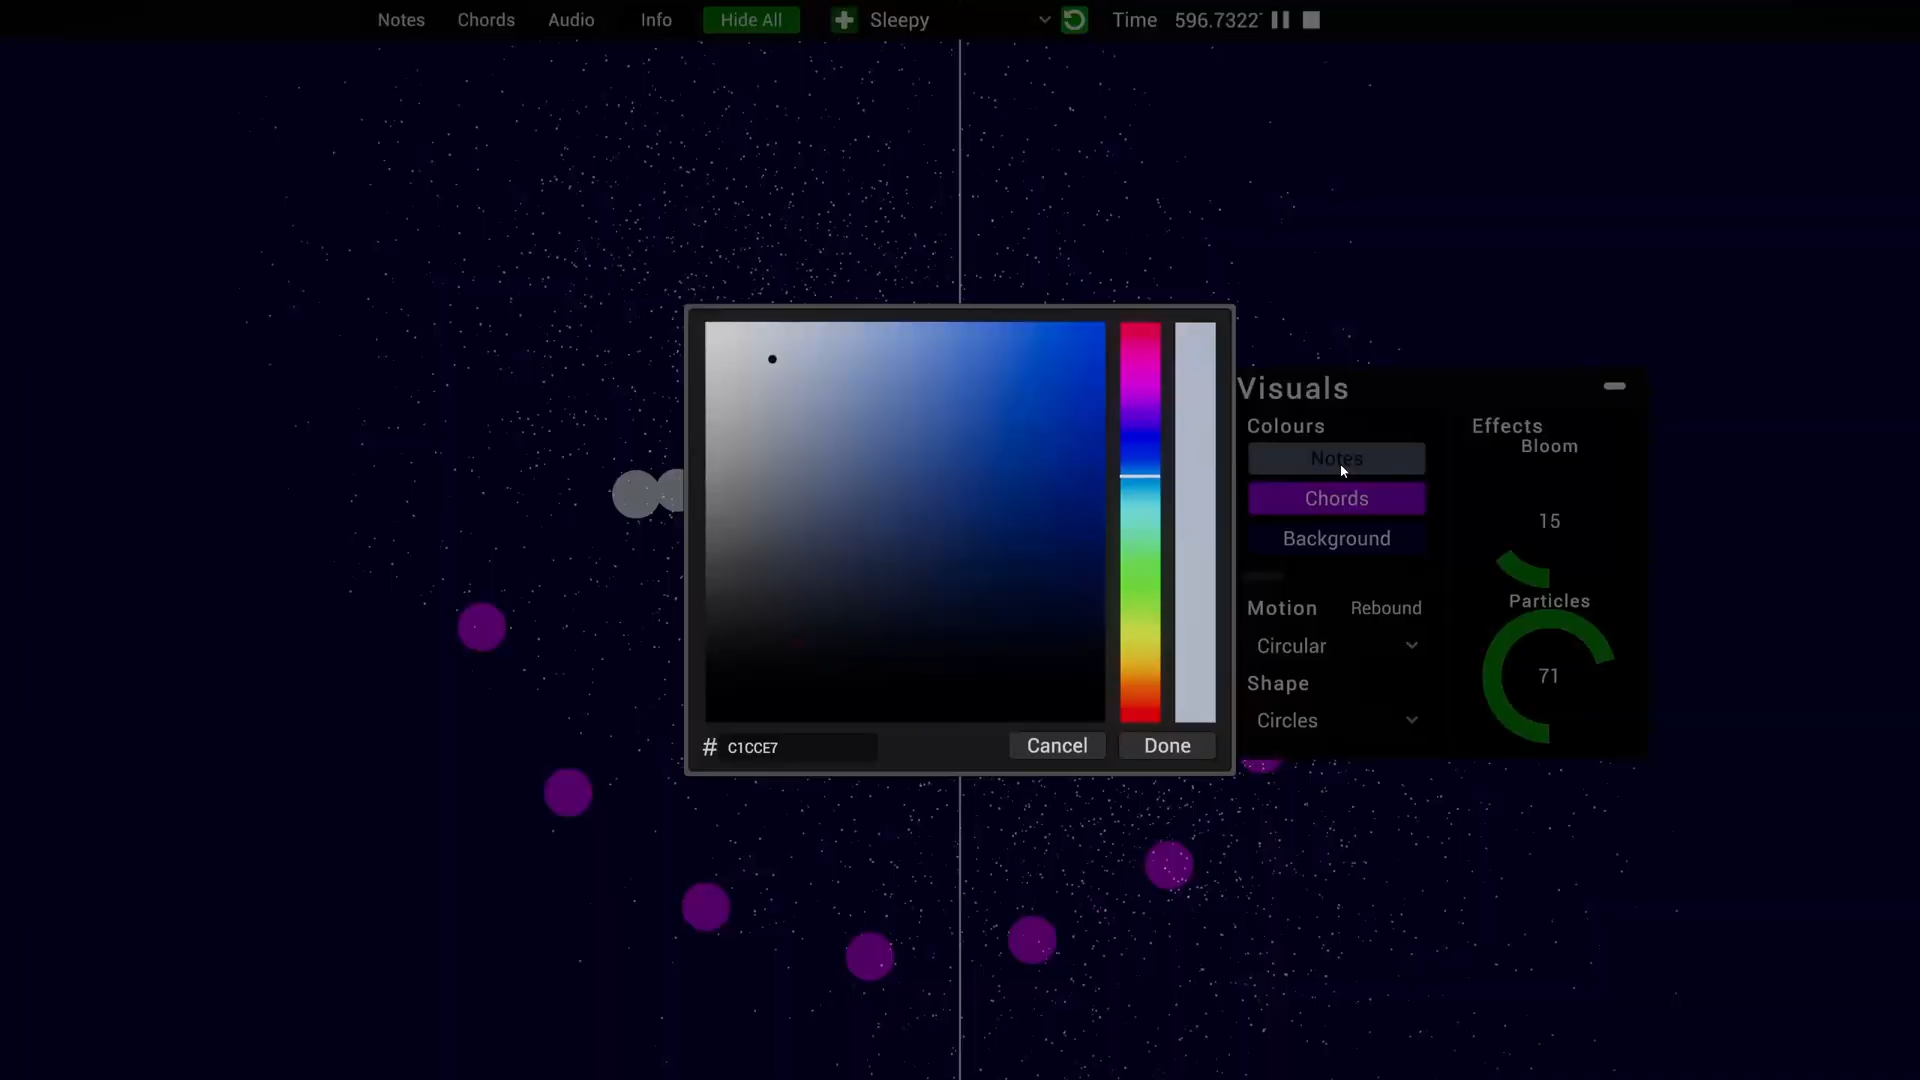 Notes Chords Audio Info Hide All Sleepy Time 596.7322
Visuals
Colours Effects
Notes Bloom
Chords
15
Background
Particles
Motion Rebound
Circular
71
Shape
Circles
# C1CCE7 Cancel Done